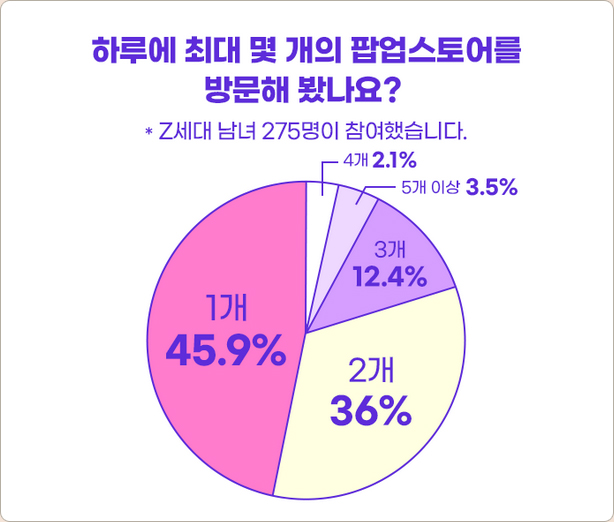 하루에 최대 몇 개의 팝업스토어를
방문해 봤나요?
* Z세대 남녀 275명이 참여했습니다.
4개 2.1%
5개 이상 3.5%
3개
12.4%
1개
45.9%
2개
36%